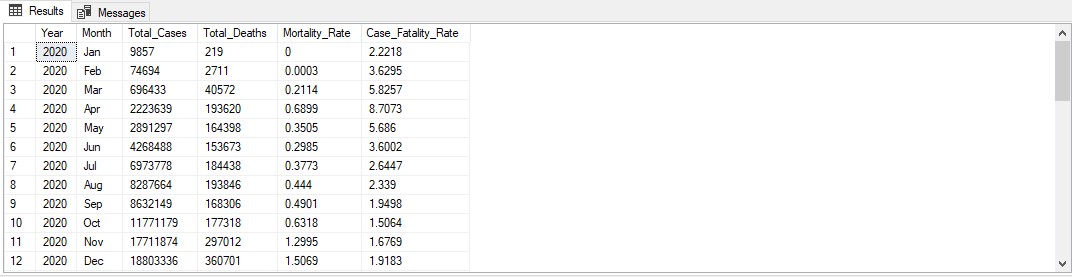 Results Messages
Year Month Total_Cases Total_Deaths Mortality_Rate Case_Fatality_Rate
1 2020 Jan 9857 219 0 2.2218
2 2020 Feb 74694 2711 0.0003 3.6295
3 2020 Mar 696433 40572 0.2114 5.8257
4 2020 Apr 2223639 193620 0.6899 8.7073
5 2020 May 2891297 164398 0.3505 5.686
6 2020 Jun 4268488 153673 0.2985 3.6002
7 2020 Jul 6973778 184438 0.3773 2.6447
8 2020 Aug 8287664 193846 0.444 2.339
9 2020 Sep 8632149 168306 0.4901 1.9498
10 2020 Oct 11771179 177318 0.6318 1.5064
11 2020 Nov 17711874 297012 1.2995 1.6769
12 2020 Dec 18803336 360701 1.5069 1.9183